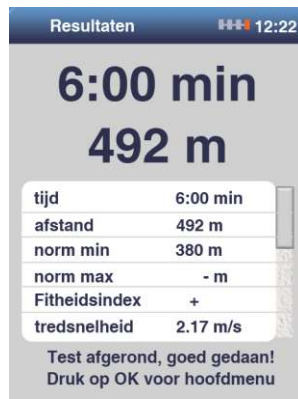 Resultaten 12:22
6:00 min
492 m
tijd 6:00 min
afstand 492 m
norm min 380 m
norm max - m
Fitheidsindex +
tredsnelheid 2.17 m/s
Test afgerond, goed gedaan!
Druk op OK voor hoofdmenu